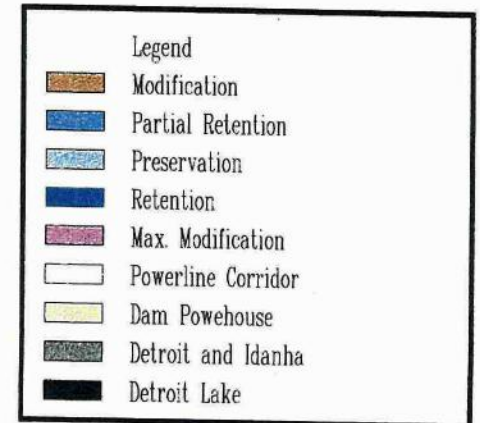 Legend
Modification
Partial Retention
Preservation
Retention
Max. Modification
Powerline Corridor
Dam Powehouse
Detroit and Idanha
Detroit Lake